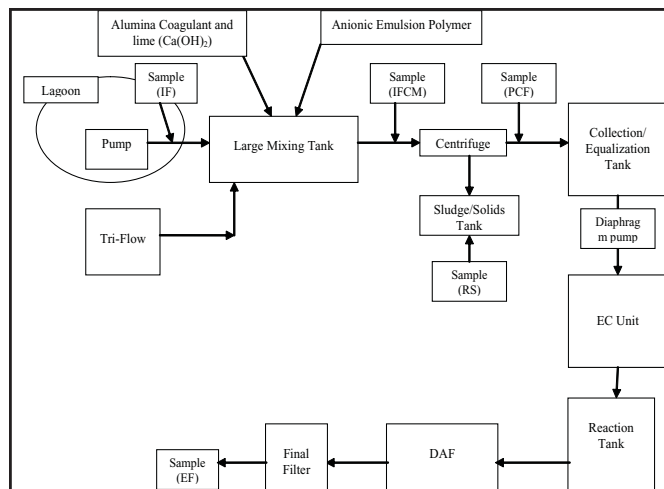 Alumina Coagulant and
lime (Ca(OH)₂)
Anionic Emulsion Polymer
Lagoon
Sample
(IF)
Sample
(IFCM)
Sample
(PCF)
Pump
Large Mixing Tank
Centrifuge
Collection/
Equalization
Tank
Tri-Flow
Sludge/Solids
Tank
Diaphrag
m pump
Sample
(RS)
EC Unit
Reaction
Tank
DAF
Final
Filter
Sample
(EF)